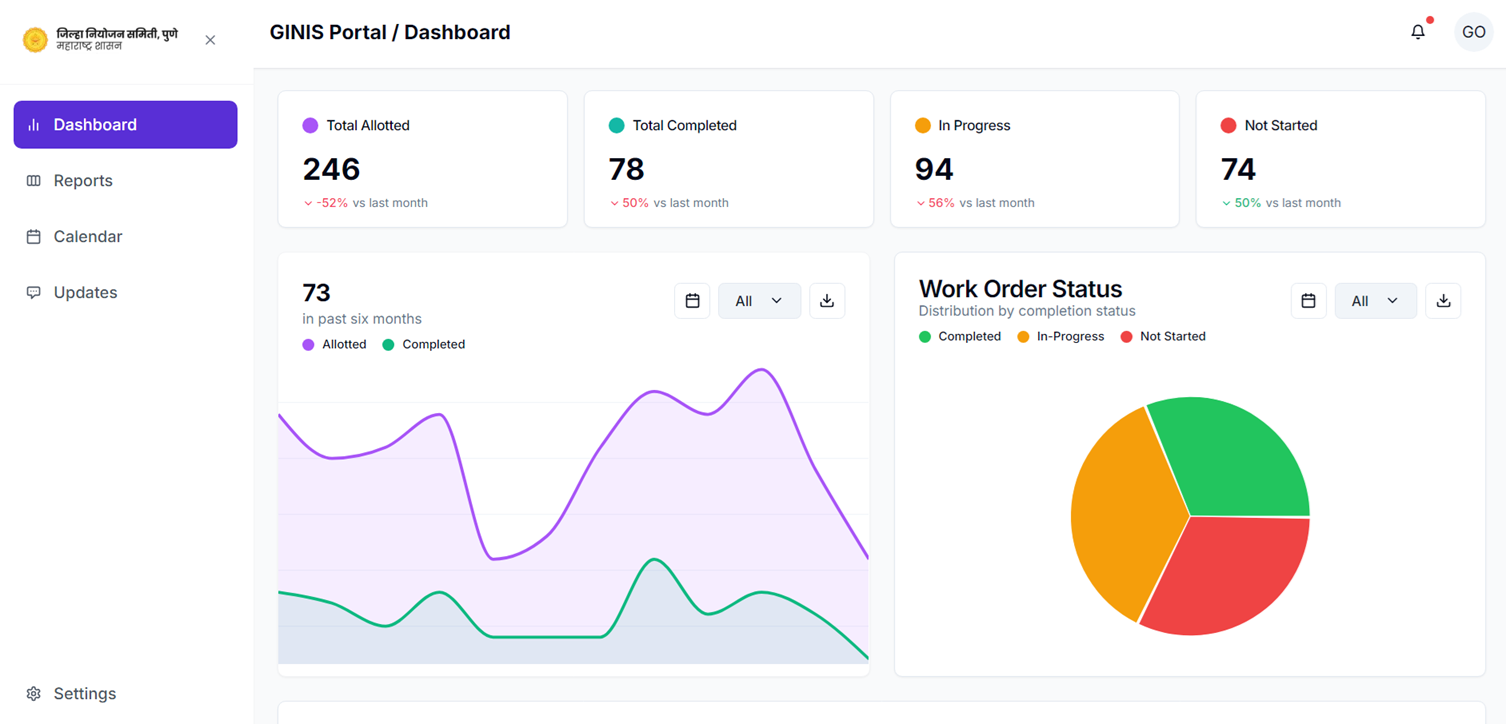 जिल्हा नियोजन समिती, पुणे
महाराष्ट्र शासन
GINIS Portal / Dashboard
GO
Dashboard
Reports
Calendar
Updates
Settings
Total Allotted
246
-52% vs last month
Total Completed
78
50% vs last month
In Progress
94
56% vs last month
Not Started
74
50% vs last month
73
in past six months
All
Allotted
Completed
Work Order Status
Distribution by completion status
All
Completed
In-Progress
Not Started